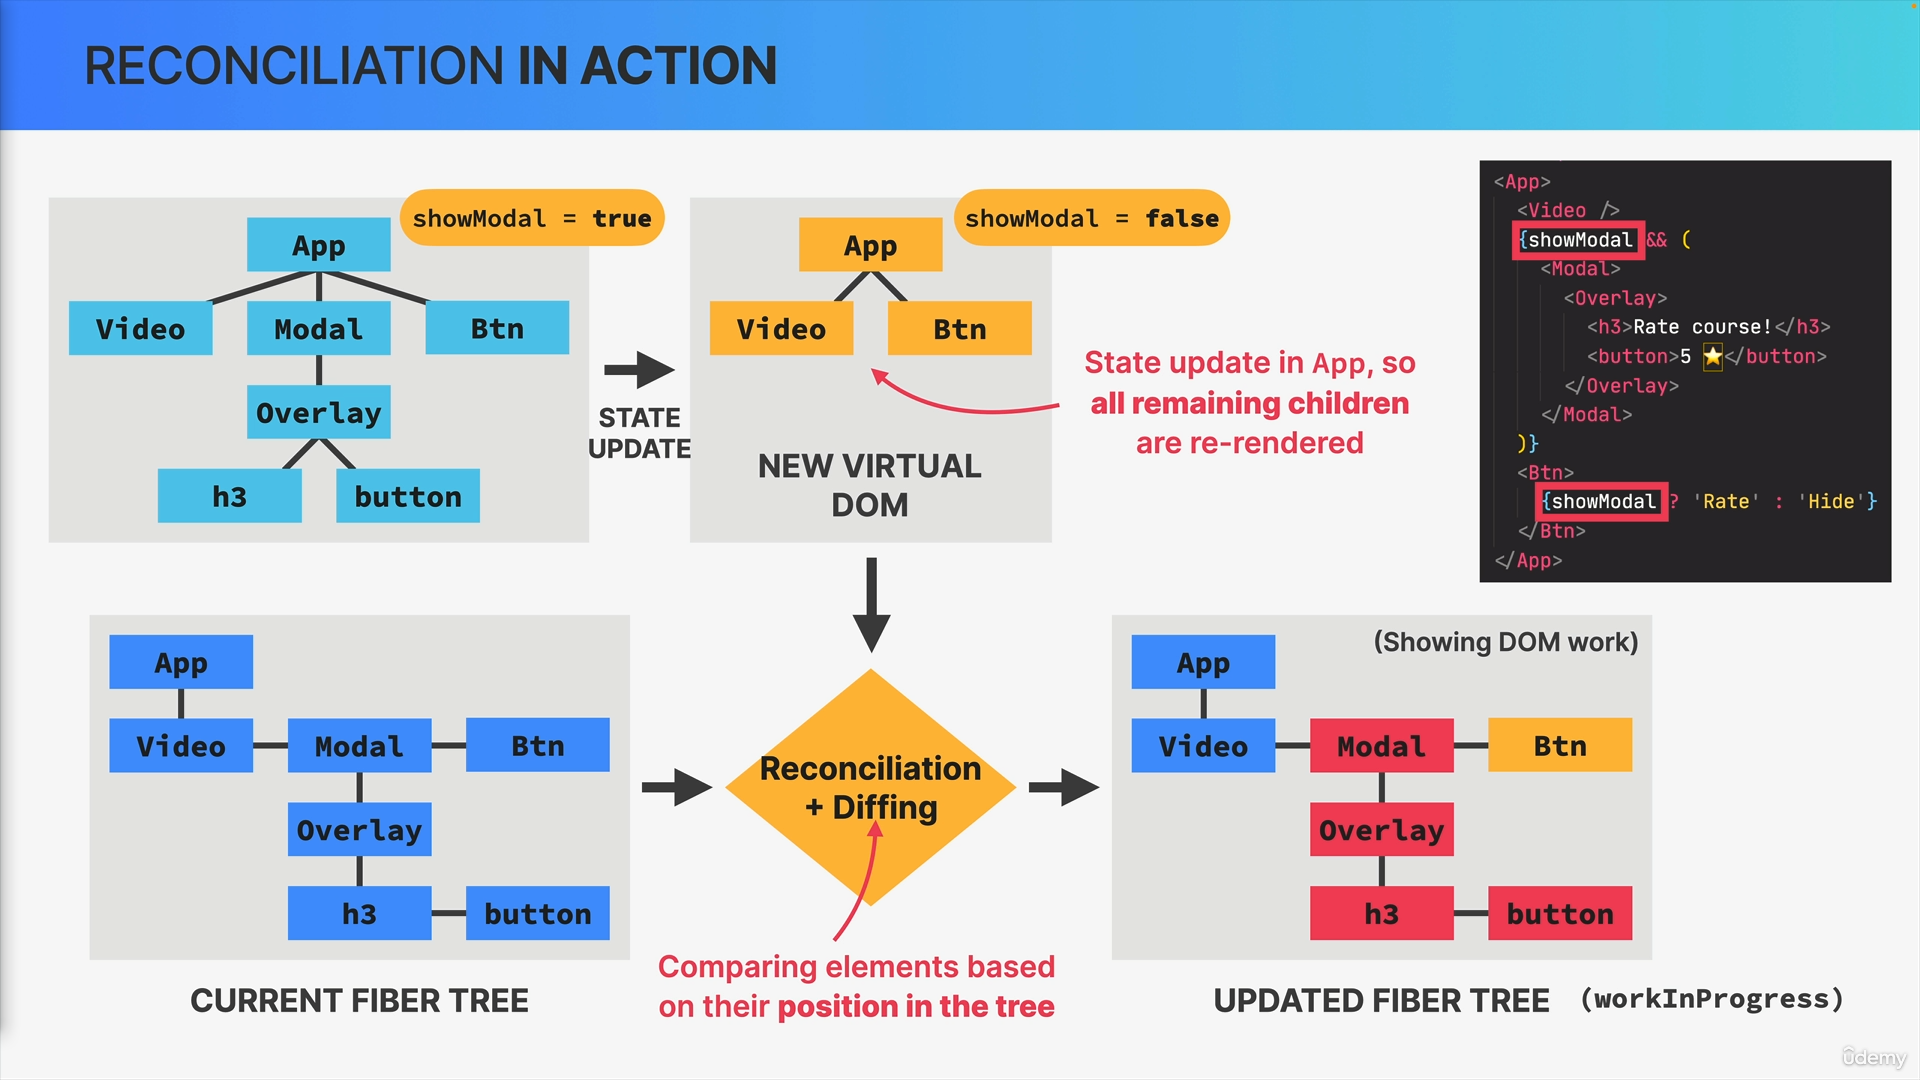 RECONCILIATION IN ACTION
showModal = true
App
Video
Modal
Btn
Overlay
h3
button
STATE
UPDATE
showModal = false
App
Video
Btn
NEW VIRTUAL
DOM
State update in App, so
all remaining children
are re-rendered
<App>
<Video />
{showModal && (
<Modal>
<Overlay>
<h3>Rate course!</h3>
<button>5 ⭐</button>
</Overlay>
</Modal>
)}
<Btn>
{showModal ? 'Rate' : 'Hide'}
</Btn>
</App>
App
Video
Modal
Btn
Overlay
h3
button
CURRENT FIBER TREE
Reconciliation
+ Diffing
Comparing elements based
on their position in the tree
(Showing DOM work)
App
Video
Modal
Btn
Overlay
h3
button
UPDATED FIBER TREE (workInProgress)
ûdemy